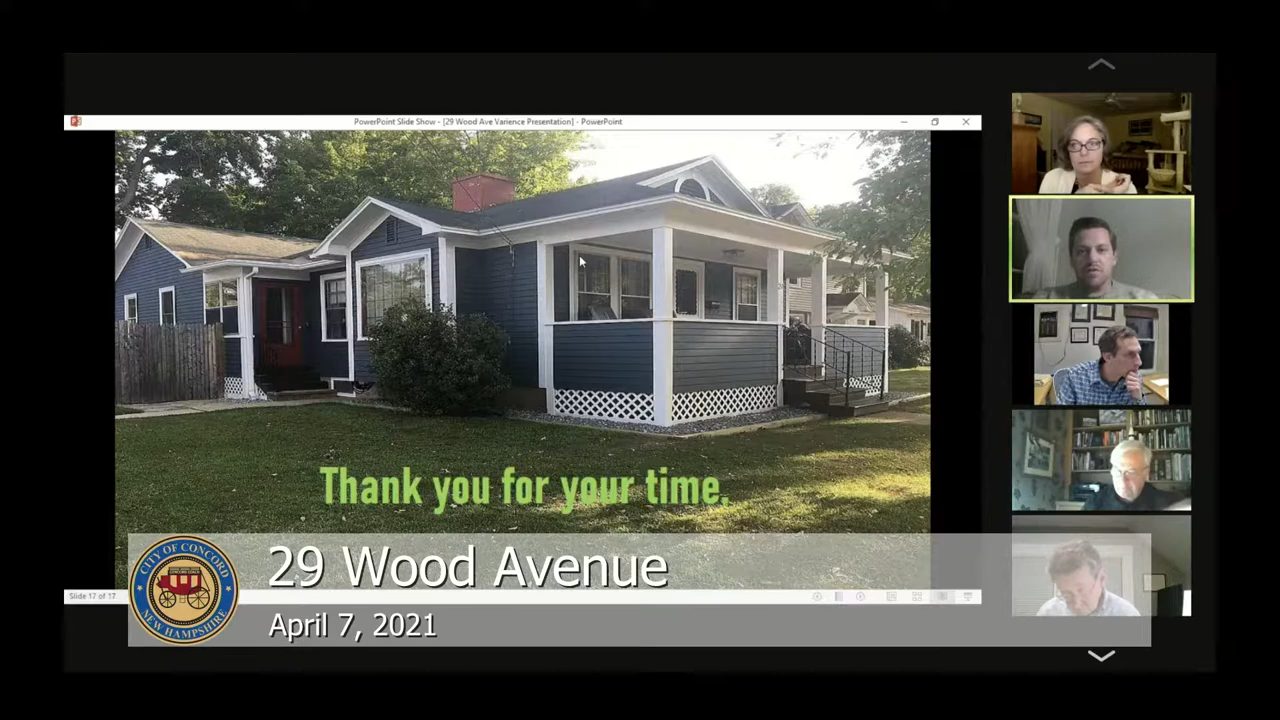 PowerPoint Slide Show - [29 Wood Ave Varience Presentation] - PowerPoint
Thank you for your time.
Slide 17 of 17
CITY OF CONCORD
NEW HAMPSHIRE
29 Wood Avenue
April 7, 2021